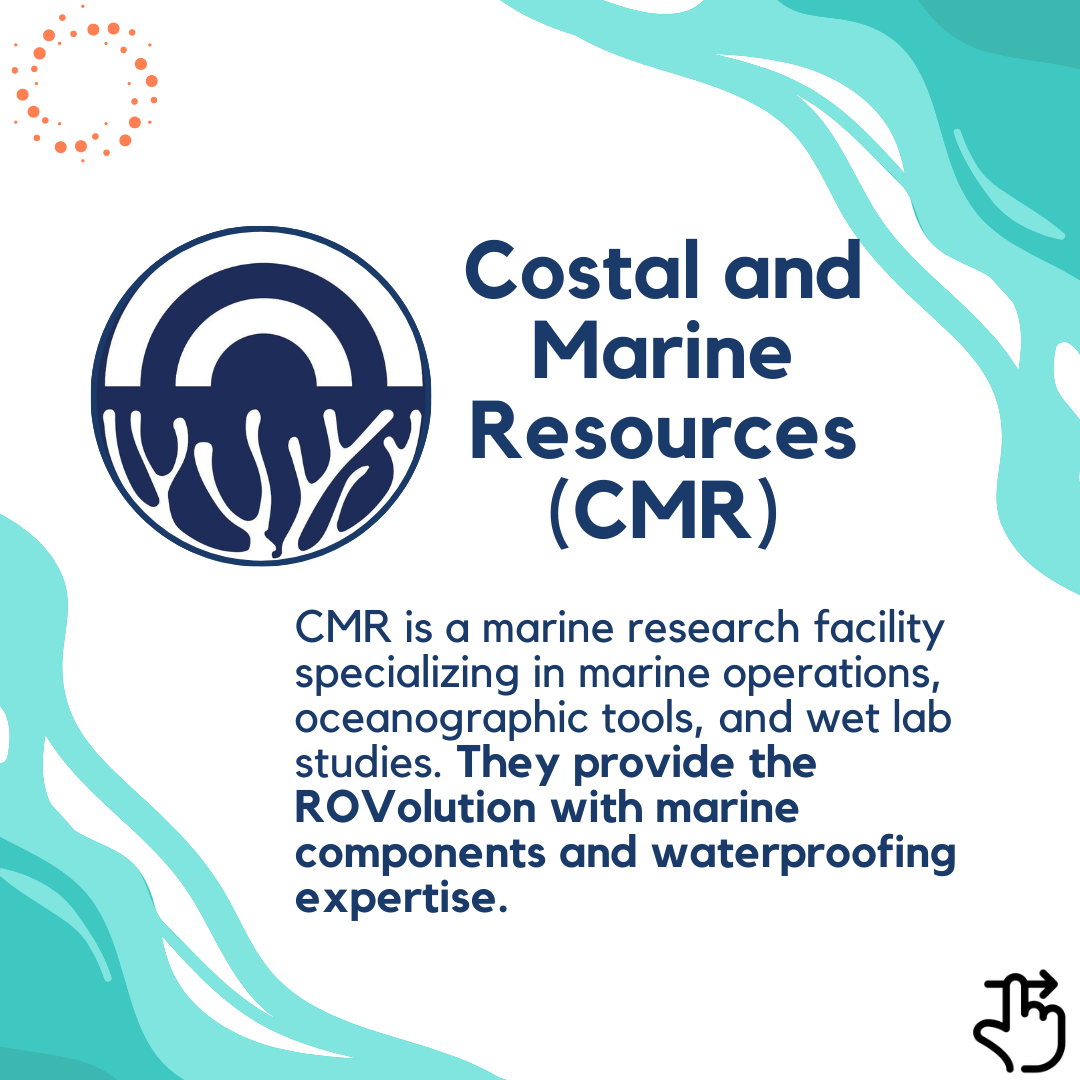 Costal and
Marine
Resources
(CMR)
CMR is a marine research facility
specializing in marine operations,
oceanographic tools, and wet lab
studies. They provide the
ROVolution with marine
components and waterproofing
expertise.